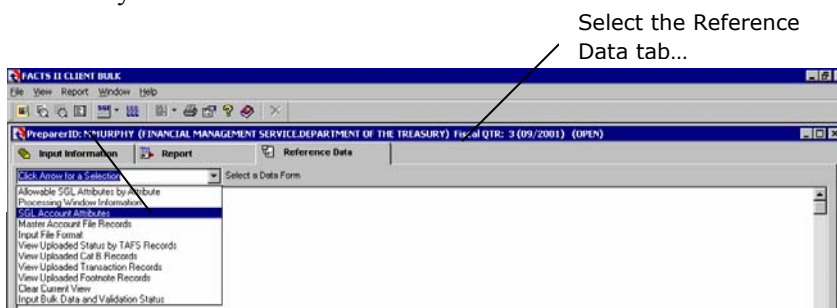 Select the Reference
Data tab…
FACTS II CLIENT BULK
File View Report Window Help
PreparerID: MMURPHY (FINANCIAL MANAGEMENT SERVICE.DEPARTMENT OF THE TREASURY) Fiscal QTR: 3 (09/2001) (OPEN)
Input Information Report Reference Data
Click Arrow for a Selection Select a Data Form
Allowable SGL Attributes by Attribute
Processing Window Information
SGL Account Attributes
Master Account File Records
Input File Format
View Uploaded Status by TAFS Records
View Uploaded Cat B Records
View Uploaded Transaction Records
View Uploaded Footnote Records
Clear Current View
Input Bulk Data and Validation Status